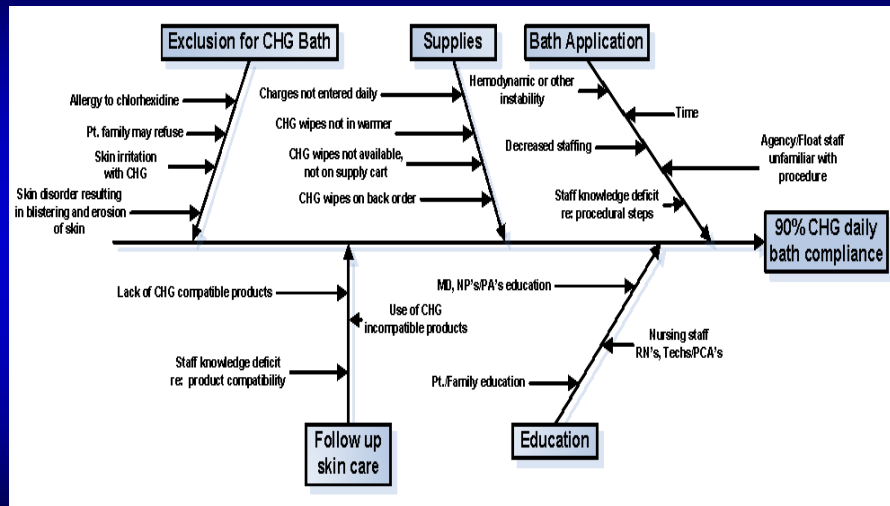 Exclusion for CHG Bath
Supplies
Bath Application
Allergy to chlorhexidine
Pt. family may refuse
Skin irritation
with CHG
Skin disorder resulting
in blistering and erosion
of skin
Charges not entered daily
CHG wipes not in warmer
CHG wipes not available,
not on supply cart
CHG wipes on back order
Hemodynamic or other
instability
Time
Decreased staffing
Agency/Float staff
unfamiliar with
procedure
Staff knowledge deficit
re: procedural steps
90% CHG daily
bath compliance
Lack of CHG compatible products
Use of CHG
incompatible products
Staff knowledge deficit
re: product compatibility
Follow up
skin care
MD, NP's/PA's education
Nursing staff
RN's, Techs/PCA's
Pt./Family education
Education